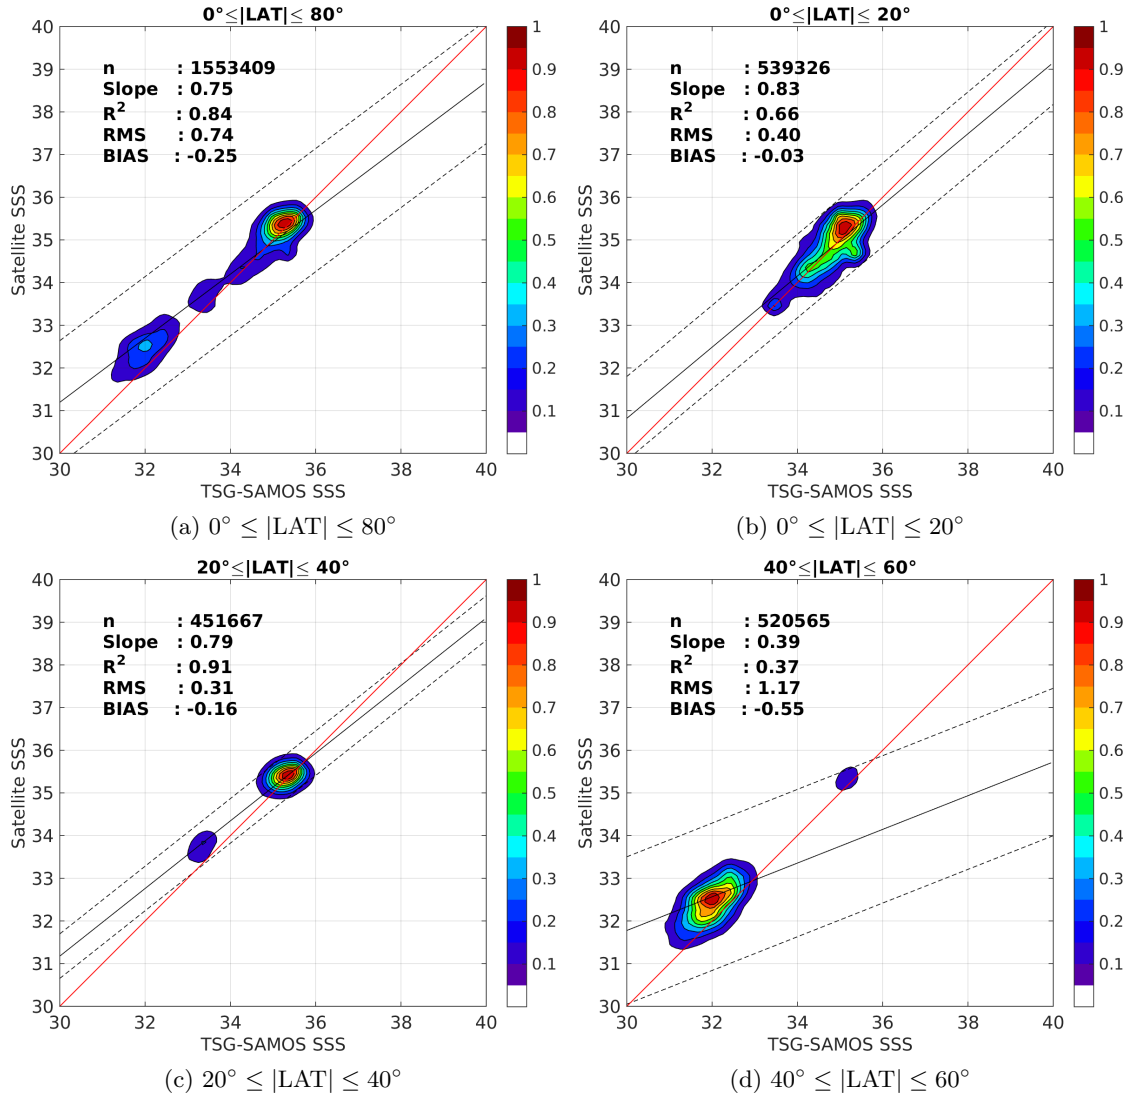 0°≤|LAT|≤ 80°
n : 1553409
Slope : 0.75
R² : 0.84
RMS : 0.74
BIAS : -0.25
40
39
38
37
36
35
34
33
32
31
30
Satellite SSS
30 32 34 36 38 40
TSG-SAMOS SSS
1
0.9
0.8
0.7
0.6
0.5
0.4
0.3
0.2
0.1
(a) 0° ≤ |LAT| ≤ 80°
0°≤|LAT|≤ 20°
n : 539326
Slope : 0.83
R² : 0.66
RMS : 0.40
BIAS : -0.03
40
39
38
37
36
35
34
33
32
31
30
Satellite SSS
30 32 34 36 38 40
TSG-SAMOS SSS
1
0.9
0.8
0.7
0.6
0.5
0.4
0.3
0.2
0.1
(b) 0° ≤ |LAT| ≤ 20°
20°≤|LAT|≤ 40°
n : 451667
Slope : 0.79
R² : 0.91
RMS : 0.31
BIAS : -0.16
40
39
38
37
36
35
34
33
32
31
30
Satellite SSS
30 32 34 36 38 40
TSG-SAMOS SSS
1
0.9
0.8
0.7
0.6
0.5
0.4
0.3
0.2
0.1
(c) 20° ≤ |LAT| ≤ 40°
40°≤|LAT|≤ 60°
n : 520565
Slope : 0.39
R² : 0.37
RMS : 1.17
BIAS : -0.55
40
39
38
37
36
35
34
33
32
31
30
Satellite SSS
30 32 34 36 38 40
TSG-SAMOS SSS
1
0.9
0.8
0.7
0.6
0.5
0.4
0.3
0.2
0.1
(d) 40° ≤ |LAT| ≤ 60°